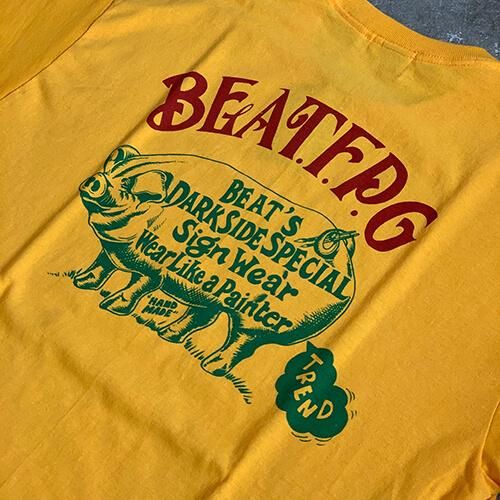 BEAT.F.P.G
BEAT'S
DARKSIDE SPECIAL
Sign Wear
Wear Like a Painter
"HAND
MADE"
TREND